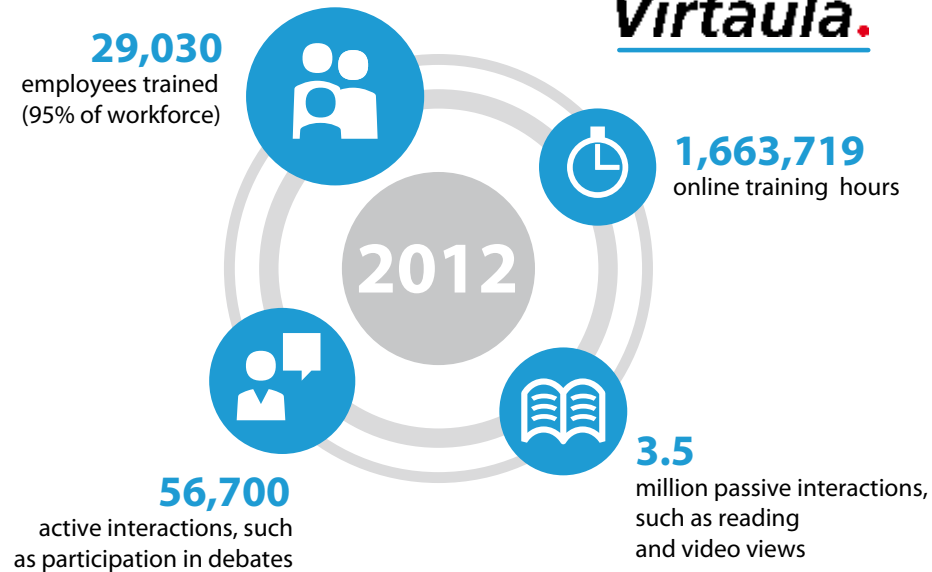 Virtaula.
29,030
employees trained
(95% of workforce)
1,663,719
online training hours
2012
56,700
active interactions, such
as participation in debates
3.5
million passive interactions,
such as reading
and video views